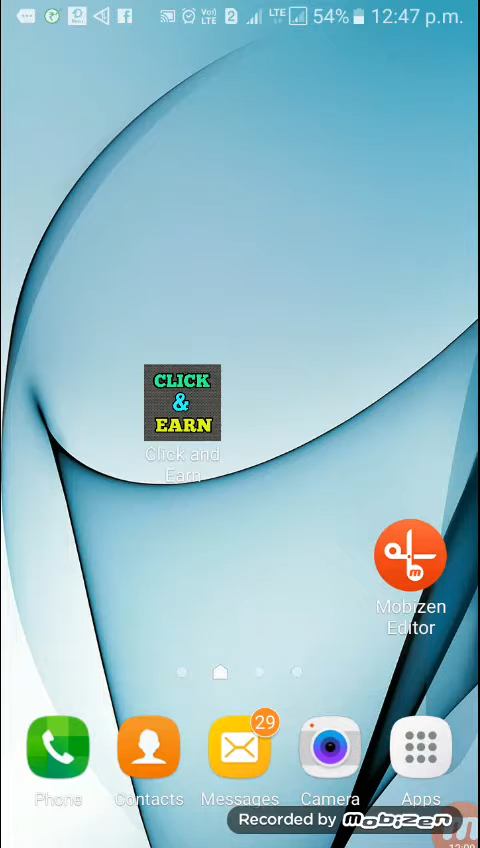 LTE 54% 12:47 p.m.
CLICK
&
EARN
Click and
Earn
Mobizen
Editor
29
Phone Contacts Messages Camera Apps
Recorded by mobizen